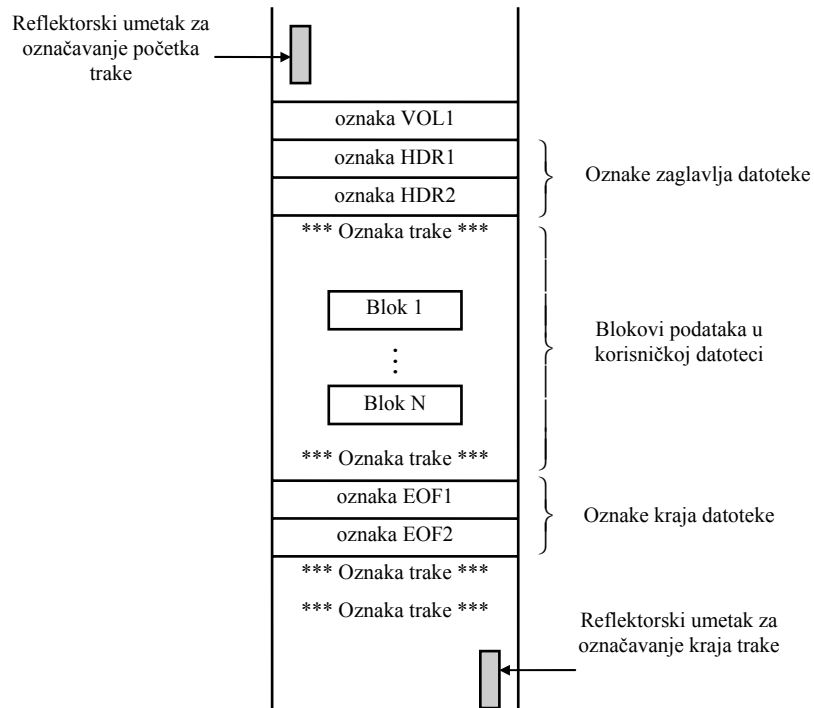 Reflektorski umetak za
označavanje početka
trake
oznaka VOL1
oznaka HDR1
oznaka HDR2
Oznake zaglavlja datoteke
*** Oznaka trake ***
Blok 1
Blokovi podataka u
korisničkoj datoteci
Blok N
*** Oznaka trake ***
oznaka EOF1
oznaka EOF2
Oznake kraja datoteke
*** Oznaka trake ***
*** Oznaka trake ***
Reflektorski umetak za
označavanje kraja trake